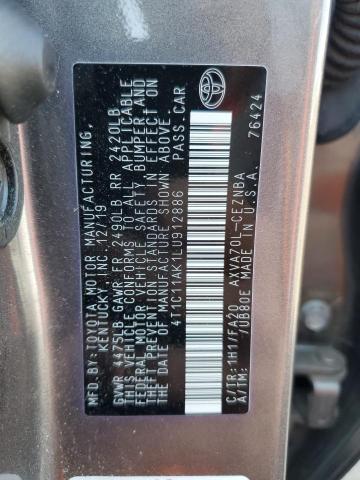 MFD. BY:TOYOTA MOTOR MANUFACTURING,
KENTUCKY, INC. 12/19
GVWR 4475LB GAWR FR 2490LB RR 2420LB
THIS VEHICLE CONFORMS TO ALL APPLICABLE
FEDERAL MOTOR VEHICLE SAFETY, BUMPER, AND
THEFT PREVENTION STANDARDS IN EFFECT ON
THE DATE OF MANUFACTURE SHOWN ABOVE.
4T1C11AK1LU912886 PASS.CAR
C/TR: 1H1/FA20 AXVA70L-CEZNBA
A/TM: /UB80E MADE IN U.S.A.
76424